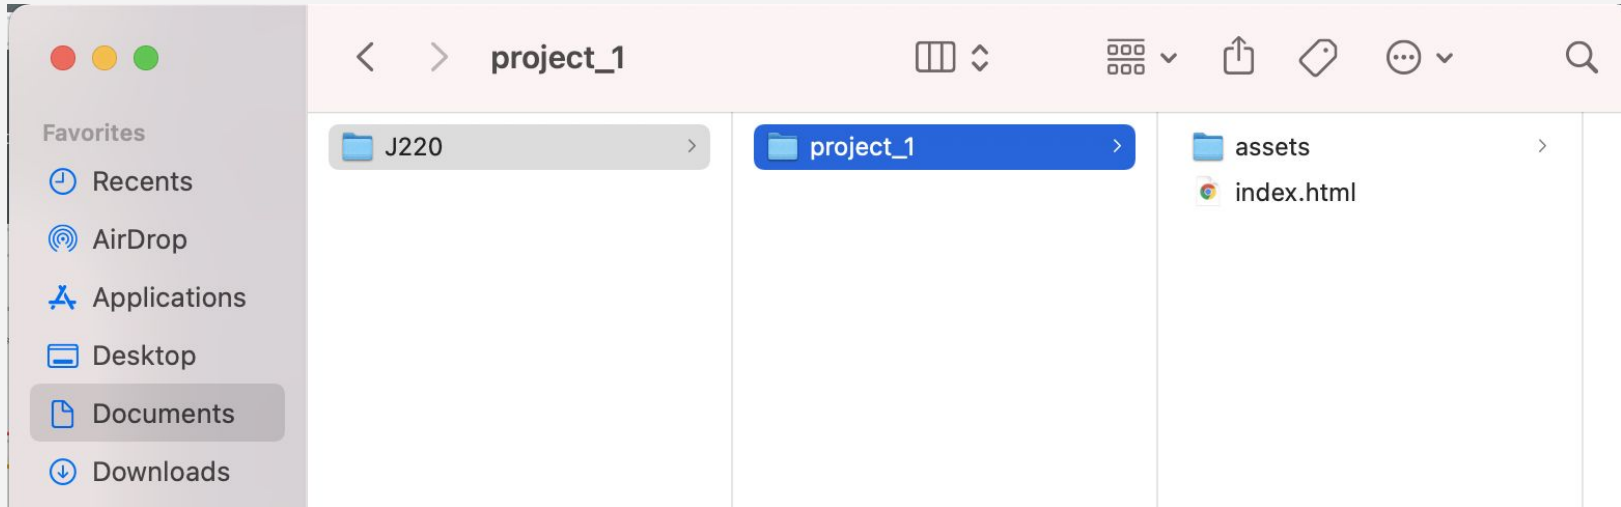 project_1
Favorites
Recents
AirDrop
Applications
Desktop
Documents
Downloads
J220
project_1
assets
index.html